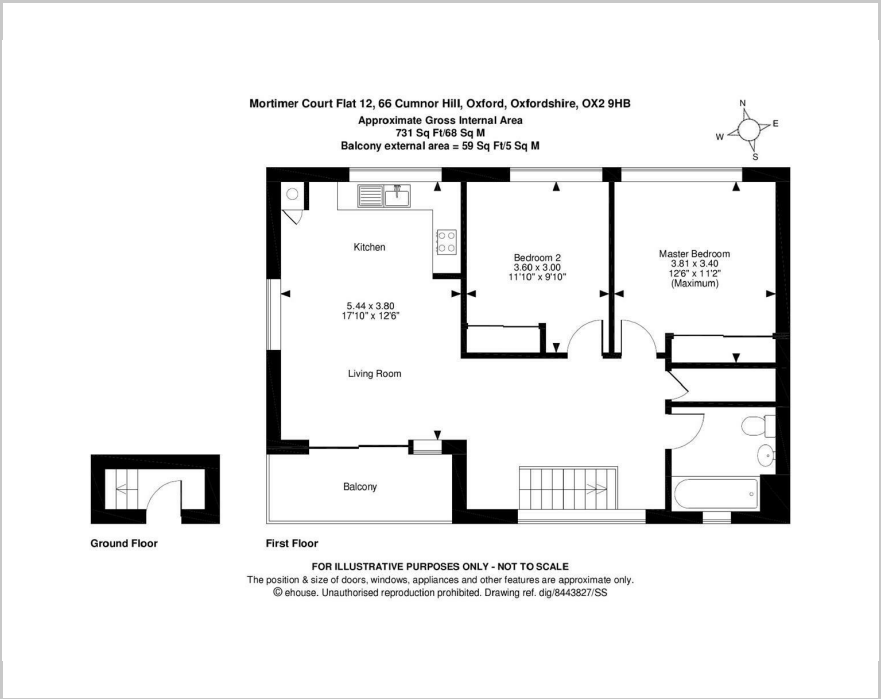 Mortimer Court Flat 12, 66 Cumnor Hill, Oxford, Oxfordshire, OX2 9HB
Approximate Gross Internal Area
731 Sq Ft/68 Sq M
Balcony external area = 59 Sq Ft/5 Sq M
N
E
W
S
Kitchen
5.44 x 3.80
17'10" x 12'6"
Living Room
Bedroom 2
3.60 x 3.00
11'10" x 9'10"
Master Bedroom
3.81 x 3.40
12'6" x 11'2"
(Maximum)
Balcony
Ground Floor
First Floor
FOR ILLUSTRATIVE PURPOSES ONLY - NOT TO SCALE
The position & size of doors, windows, appliances and other features are approximate only.
© ehouse. Unauthorised reproduction prohibited. Drawing ref. dig/8443827/SS